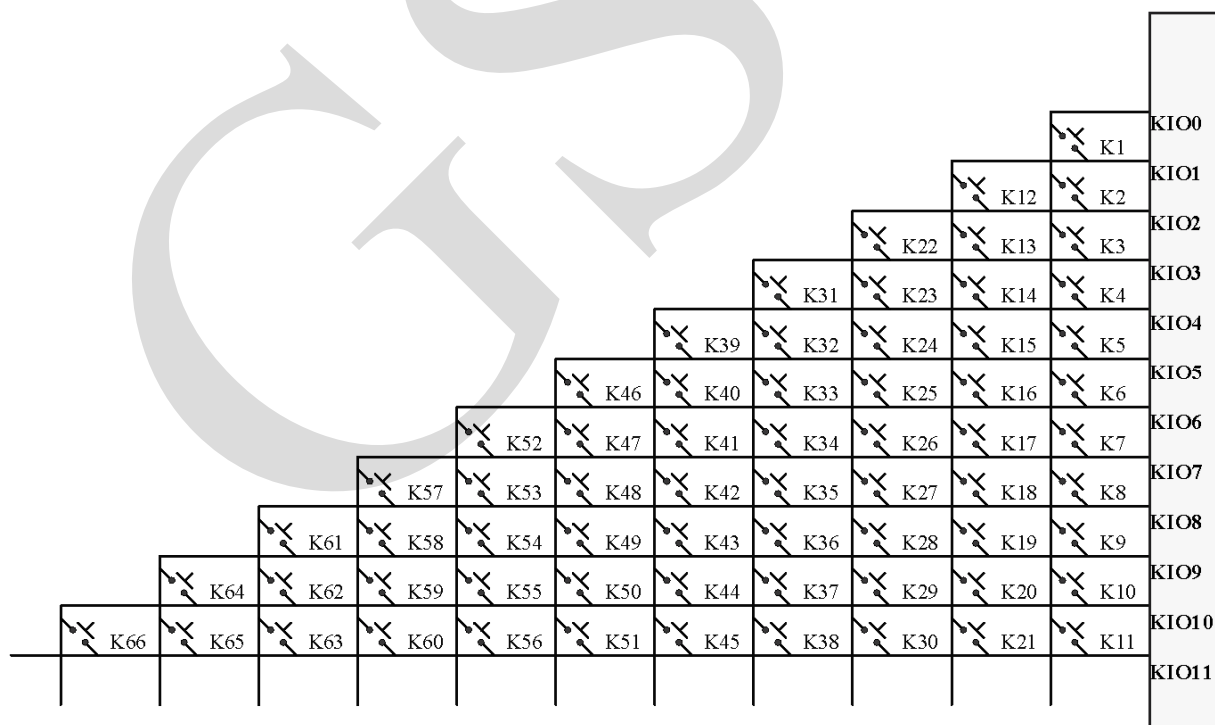 GS
KIO0
K1
KIO1
K12 K2
KIO2
K22 K13 K3
KIO3
K31 K23 K14 K4
KIO4
K39 K32 K24 K15 K5
KIO5
K46 K40 K33 K25 K16 K6
KIO6
K52 K47 K41 K34 K26 K17 K7
KIO7
K57 K53 K48 K42 K35 K27 K18 K8
KIO8
K61 K58 K54 K49 K43 K36 K28 K19 K9
KIO9
K64 K62 K59 K55 K50 K44 K37 K29 K20 K10
KIO10
K66 K65 K63 K60 K56 K51 K45 K38 K30 K21 K11
KIO11